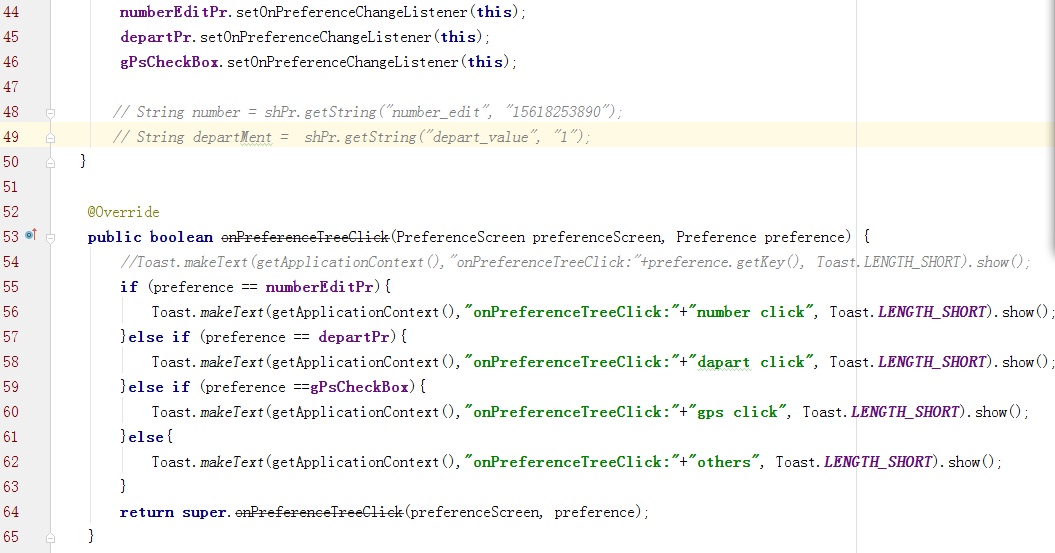 44 numberEditPr.setOnPreferenceChangeListener(this);
45 departPr.setOnPreferenceChangeListener(this);
46 gPsCheckBox.setOnPreferenceChangeListener(this);
47
48 // String number = shPr.getString("number_edit", "15618253890");
49 // String departMent =  shPr.getString("depart_value", "1");
50 }
51
52 @Override
53 public boolean onPreferenceTreeClick(PreferenceScreen preferenceScreen, Preference preference) {
54 //Toast.makeText(getApplicationContext(),"onPreferenceTreeClick:"+preference.getKey(), Toast.LENGTH_SHORT).show();
55 if (preference == numberEditPr){
56 Toast.makeText(getApplicationContext(),"onPreferenceTreeClick:"+"number click", Toast.LENGTH_SHORT).show();
57 }else if (preference == departPr){
58 Toast.makeText(getApplicationContext(),"onPreferenceTreeClick:"+"dapart click", Toast.LENGTH_SHORT).show();
59 }else if (preference ==gPsCheckBox){
60 Toast.makeText(getApplicationContext(),"onPreferenceTreeClick:"+"gps click", Toast.LENGTH_SHORT).show();
61 }else{
62 Toast.makeText(getApplicationContext(),"onPreferenceTreeClick:"+"others", Toast.LENGTH_SHORT).show();
63 }
64 return super.onPreferenceTreeClick(preferenceScreen, preference);
65 }